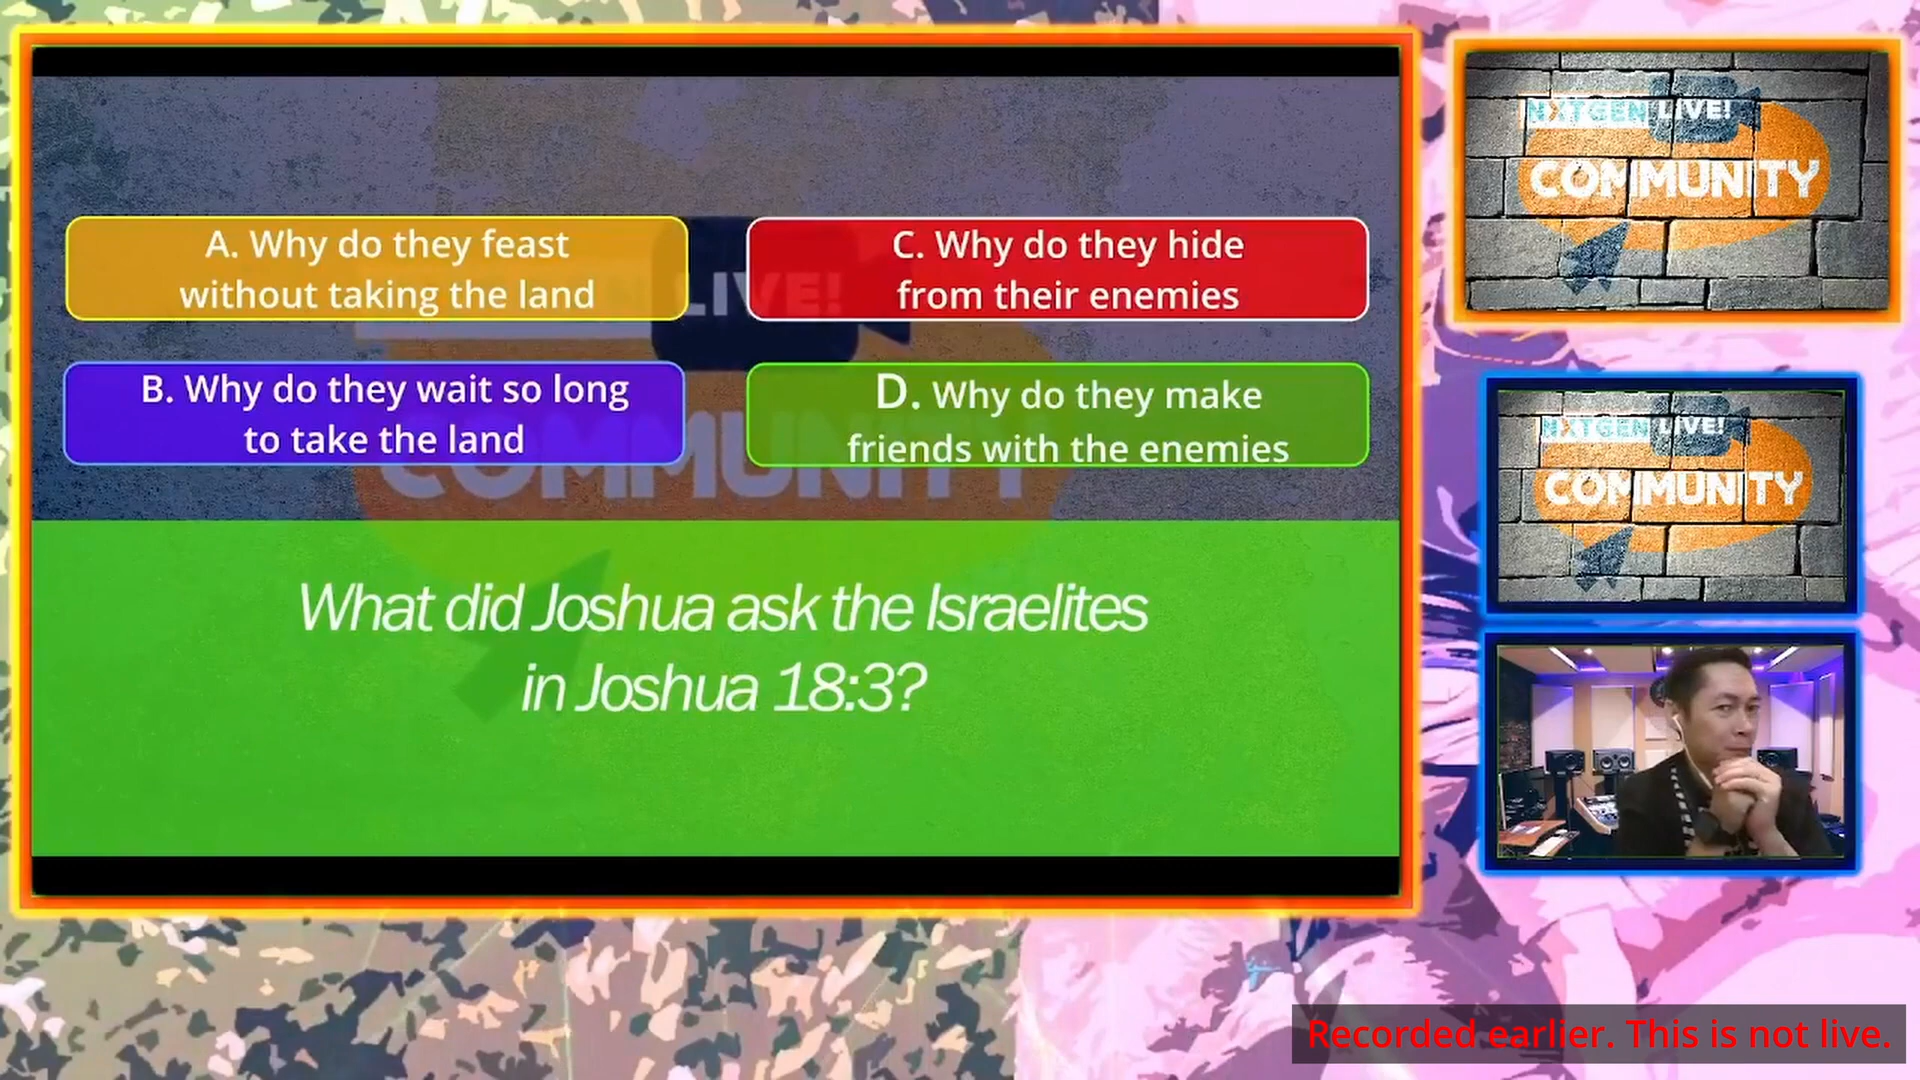 A. Why do they feast
without taking the land
C. Why do they hide
from their enemies
B. Why do they wait so long
to take the land
D. Why do they make
friends with the enemies
LIVE!
COMMUNITY
What did Joshua ask the Israelites
in Joshua 18:3?
NXTGEN LIVE!
COMMUNITY
NXTGEN LIVE!
COMMUNITY
Recorded earlier. This is not live.